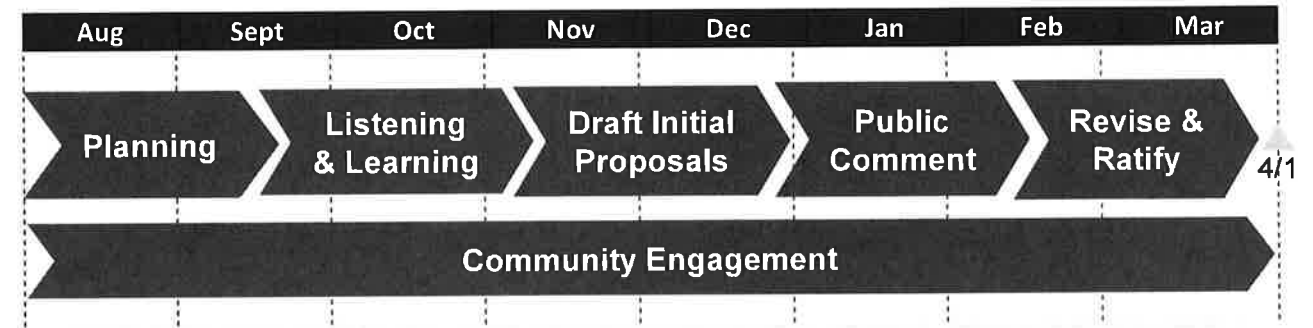 Aug Sept Oct Nov Dec Jan Feb Mar
Planning
Listening
& Learning
Draft Initial
Proposals
Public
Comment
Revise &
Ratify
4/1
Community Engagement